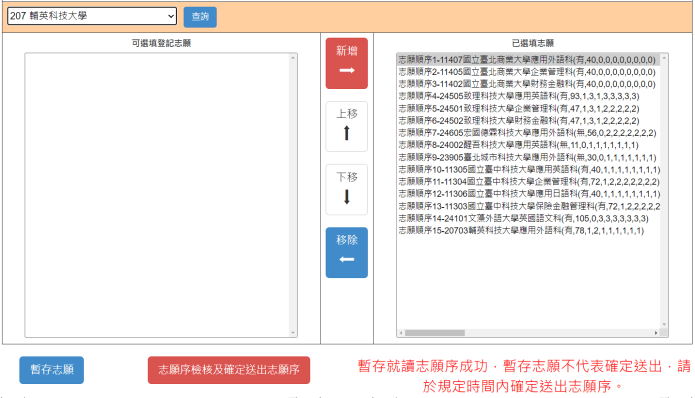 207 輔英科技大學
查詢
可選填登記志願
已選填志願
新增
上移
下移
移除
志願順序1-11407國立臺北商業大學應用外語科(有,40,0,0,0,0,0,0,0,0)
志願順序2-11405國立臺北商業大學企業管理科(有,40,0,0,0,0,0,0,0,0)
志願順序3-11402國立臺北商業大學財務金融科(有,40,0,0,0,0,0,0,0,0)
志願順序4-24505致理科技大學應用英語科(有,93,1,3,1,3,3,3,3,3)
志願順序5-24501致理科技大學企業管理科(有,47,1,3,1,2,2,2,2,2)
志願順序6-24502致理科技大學財務金融科(有,47,1,3,1,2,2,2,2,2)
志願順序7-24605宏國德霖科技大學應用外語科(無,56,0,2,2,2,2,2,2,2)
志願順序8-24002醒吾科技大學應用英語科(無,11,0,1,1,1,1,1,1,1)
志願順序9-23905臺北城市科技大學應用外語科(無,30,0,1,1,1,1,1,1,1)
志願順序10-11305國立臺中科技大學應用英語科(有,40,1,1,1,1,1,1,1,1)
志願順序11-11304國立臺中科技大學企業管理科(有,72,1,2,2,2,2,2,2,2)
志願順序12-11306國立臺中科技大學應用日語科(有,40,1,1,1,1,1,1,1,1)
志願順序13-11303國立臺中科技大學保險金融管理科(有,72,1,2,2,2,2,2
志願順序14-24101文藻外語大學英國語文科(有,105,0,3,3,3,3,3,3,3)
志願順序15-20703輔英科技大學應用外語科(有,78,1,2,1,1,1,1,1,1)
暫存志願
志願序檢核及確定送出志願序
暫存就讀志願序成功，暫存志願不代表確定送出，請
於規定時間內確定送出志願序。